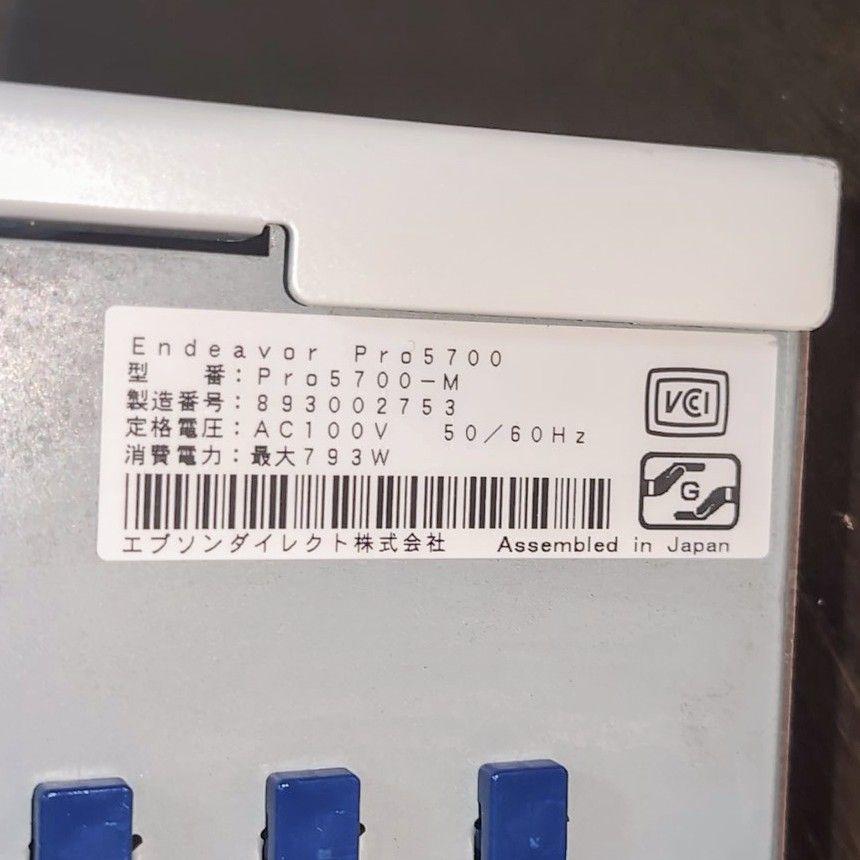 Endeavor Pro5700
型　　番：Pro5700-M
製造番号：893002753
定格電圧：AC100V　50／60Hz
消費電力：最大793W
VCCI
G
エプソンダイレクト株式会社　Assembled in Japan